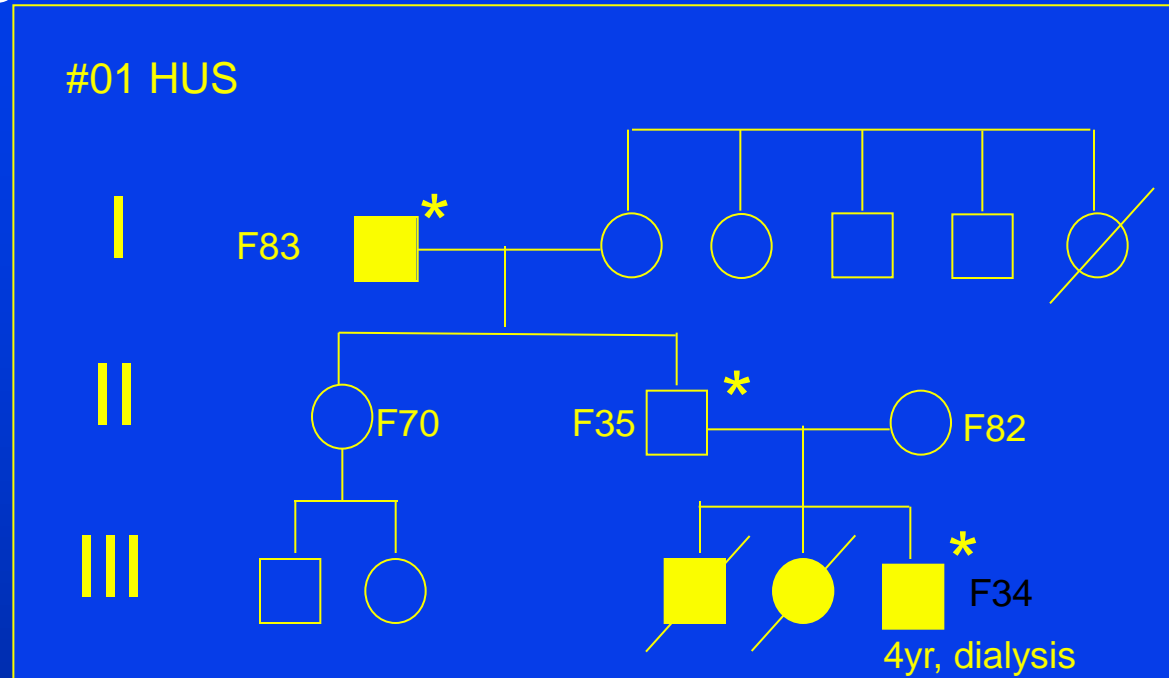 #01 HUS
I
F83
*
II
F70
F35
*
F82
III
*
F34
4yr, dialysis